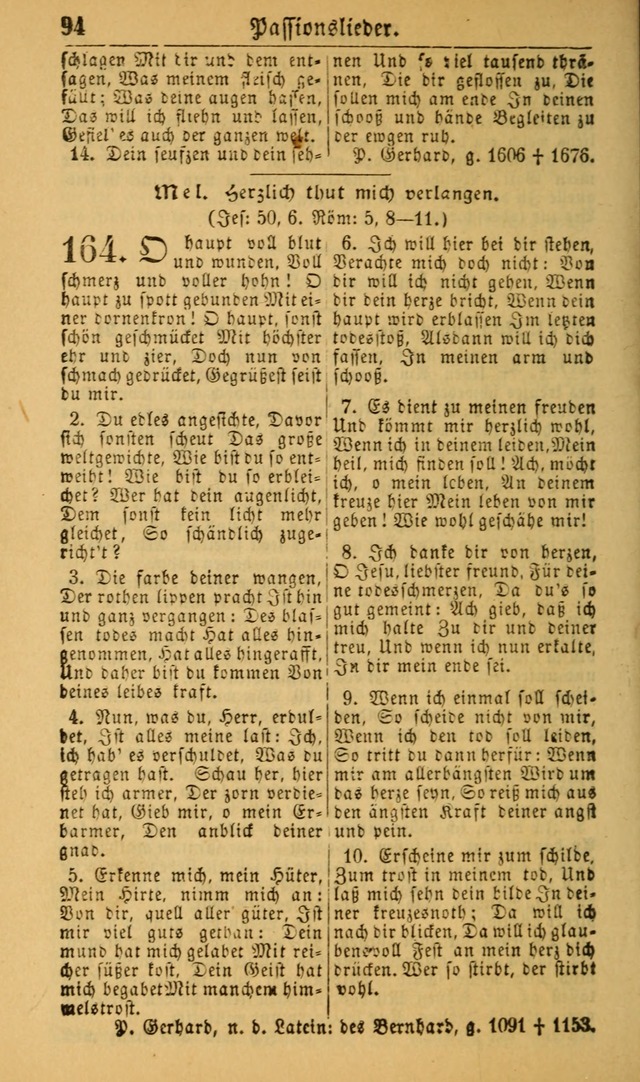 94 Passionslieder.
schlagen Mit dir und dem ent-
sagen, Was meinem fleisch ge-
fällt; Was deine augen hassen,
Das will ich fliehn und lassen,
Gefiel' es auch der ganzen welt.
14. Dein seufzen und dein seh-
nen Und so viel tausend thrä-
nen, Die dir geflossen zu, Die
sollen mich am ende In deinen
schooß und hände Begleiten zu
der ewgen ruh.
P. Gerhard, g. 1606 † 1676.
Mel. Herzlich thut mich verlangen.
(Jes: 50, 6. Röm: 5, 8—11.)
164. O haupt voll blut
und wunden, Voll
schmerz und voller hohn! O
haupt zu spott gebunden Mit ei-
ner dornenkron! O haupt, sonst
schön geschmücket Mit höchster
ehr und zier, Doch nun von
schmach gedrücket, Gegrüßest seist
du mir.
2. Du edles angesichte, Davor
sich sonsten scheut Das große
weltgewichte, Wie bist du so ent-
weiht! Wie bist du so erblei-
chet? Wer hat dein augenlicht,
Dem sonst kein licht mehr
gleichet, So schändlich zuge-
richt't?
3. Die farbe deiner wangen,
Der rothen lippen pracht Ist hin
und ganz vergangen: Des blas-
sen todes macht Hat alles hin-
genommen, Hat alles hingerafft,
Und daher bist du kommen Von
deines leibes kraft.
4. Nun, was du, Herr, erdul-
det, Ist alles meine last: Ich,
ich hab' es verschuldet, Was du
getragen hast. Schau her, hier
steh ich armer, Der zorn verdie-
net hat, Gieb mir, o mein Er-
barmer, Den anblick deiner
gnad.
5. Erkenne mich, mein Hüter,
Mein Hirte, nimm mich an:
Von dir, quell aller güter, Ist
mir viel guts gethan: Dein
mund hat mich gelabet Mit rei-
cher süßer kost, Dein Geist hat
mich begabet Mit manchem him-
melstrost.
6. Ich will hier bei dir stehen,
Verachte mich doch nicht: Von
dir will ich nicht gehen, Wenn
dir dein herze bricht, Wenn dein
haupt wird erblassen Im letzten
todesstoß, Alsdann will ich dich
fassen, In meinen arm und
schooß.
7. Es dient zu meinen freuden
Und kömmt mir herzlich wohl,
Wenn ich in deinem leiden, Mein
heil, mich finden soll! Ach, möcht
ich, o mein leben, An deinem
kreuze hier Mein leben von mir
geben! Wie wohl geschähe mir!
8. Ich danke dir von herzen,
O Jesu, liebster freund, Für dei-
ne todesschmerzen, Da du's so
gut gemeint: Ach gieb, daß ich
mich halte Zu dir und deiner
treu, Und wenn ich nun erkalte,
In dir mein ende sei.
9. Wenn ich einmal soll schei-
den, So scheide nicht von mir,
Wenn ich den tod soll leiden,
So tritt du dann herfür: Wenn
mir am allerbängsten Wird um
das herze seyn, So reiß mich aus
den ängsten Kraft deiner angst
und pein.
10. Erscheine mir zum schilde,
Zum trost in meinem tod, Und
laß mich sehn dein bilde In dei-
ner kreuzesnoth; Da will ich
nach dir blicken, Da will ich glau-
bensvoll Fest an mein herz dich
drücken. Wer so stirbt, der stirbt
wohl.
P. Gerhard, n. d. Latein: des Bernhard, g. 1091 † 1153.